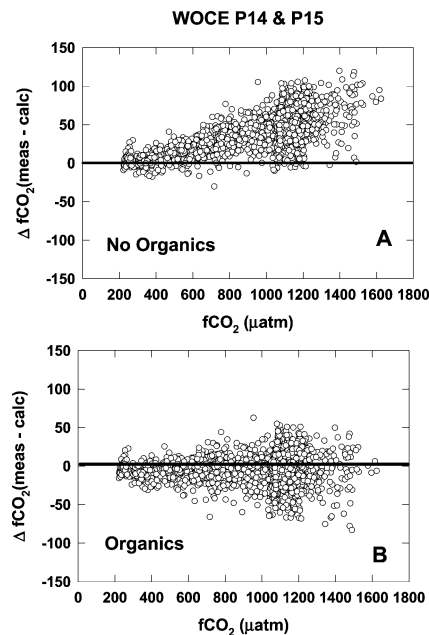 WOCE P14 & P15
150
100
50
0
-50
-100
-150
Δ fCO₂(meas - calc)
No Organics
A
0 200 400 600 800 1000 1200 1400 1600 1800
fCO₂ (μatm)
150
100
50
0
-50
-100
-150
Δ fCO₂(meas - calc)
Organics
B
0 200 400 600 800 1000 1200 1400 1600 1800
fCO₂ (μatm)